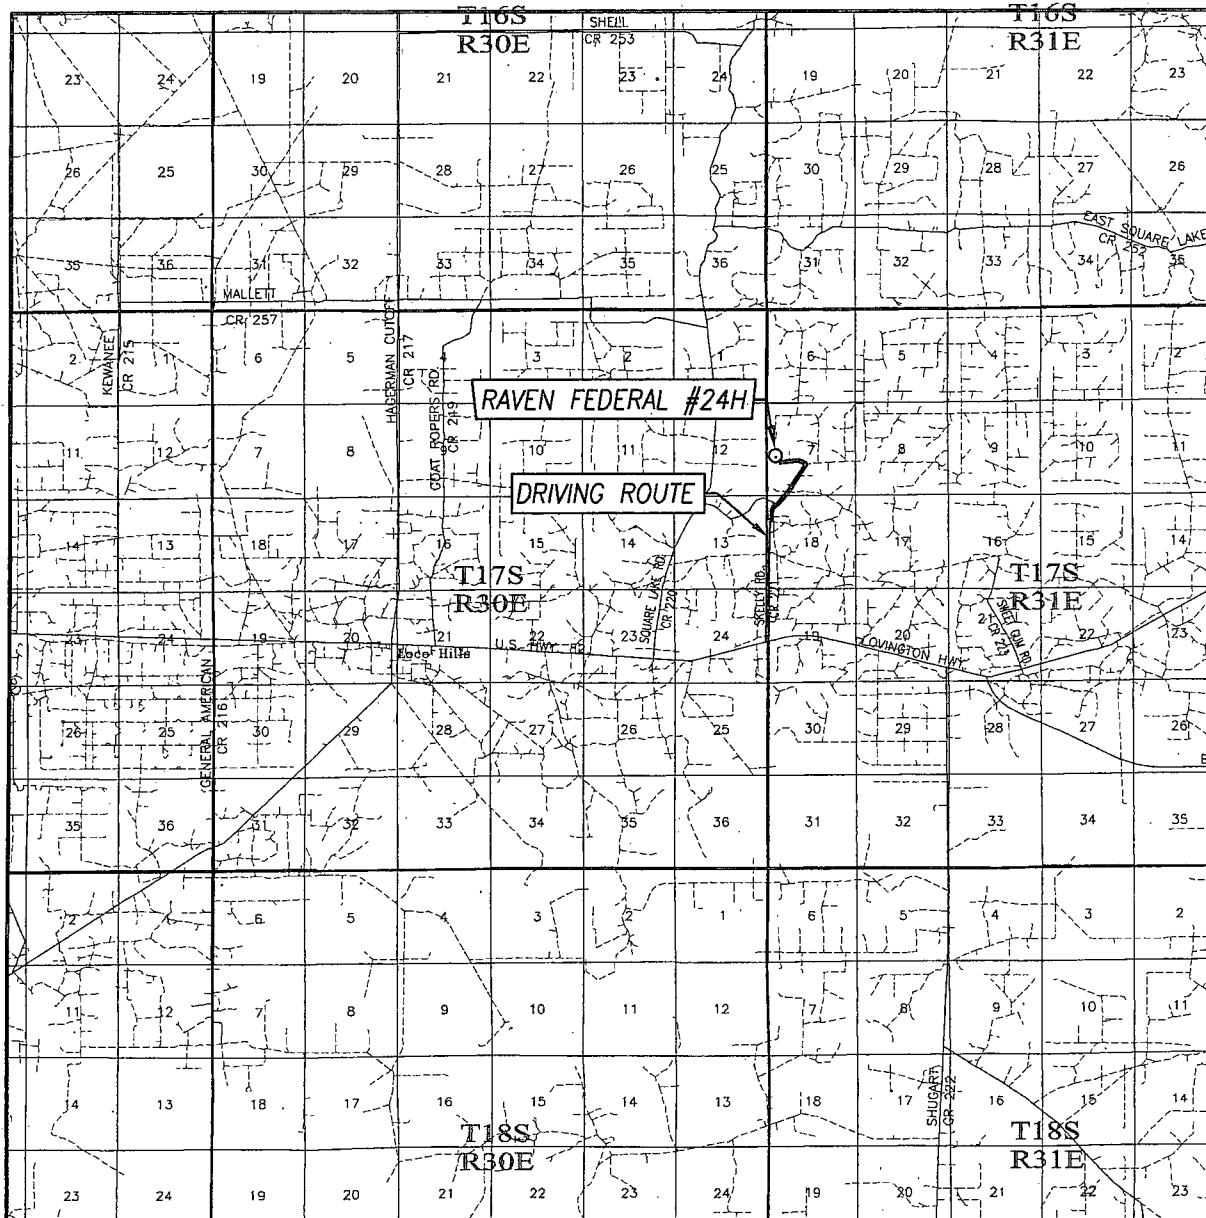 T16S
R30E
SHELL
CR 253
T16S
R31E
23 24 19 20 21 22 23 24 19 20 21 22 23
26 25 30 29 28 27 26 25 30 29 28 27 26
EAST SQUARE LAKE
CR 252
35 36 31 32 33 34 35 36 31 32 33 34 35
MALLETT
CR 257
KEWANEE
CR 215
HAGERMAN CUTOFF
CR 217
GOAT ROPERS RD.
CR 219
2 1 6 5 4 3 2 1 6 5 4 3 2
RAVEN FEDERAL #24H
11 12 7 8 9 10 11 12 7 8 9 10 11
DRIVING ROUTE
14 13 18 17 16 15 14 13 18 17 16 15 14
T17S
R30E
SQUARE LAKE RD.
CR 220
SKELLY RD.
CR 221
T17S
R31E
23 24 19 20 21 22 23 24 19 20 21 22 23
Loco Hills
U.S. HWY 82
LOVINGTON HWY
GENERAL AMERICAN
CR 216
26 25 30 29 28 27 26 25 30 29 28 27 26
35 36 31 32 33 34 35 36 31 32 33 34 35
2 1 6 5 4 3 2 1 6 5 4 3 2
11 12 7 8 9 10 11 12 7 8 9 10 11
SHUGART
CR 222
14 13 18 17 16 15 14 13 18 17 16 15 14
T18S
R30E
T18S
R31E
23 24 19 20 21 22 23 24 19 20 21 22 23